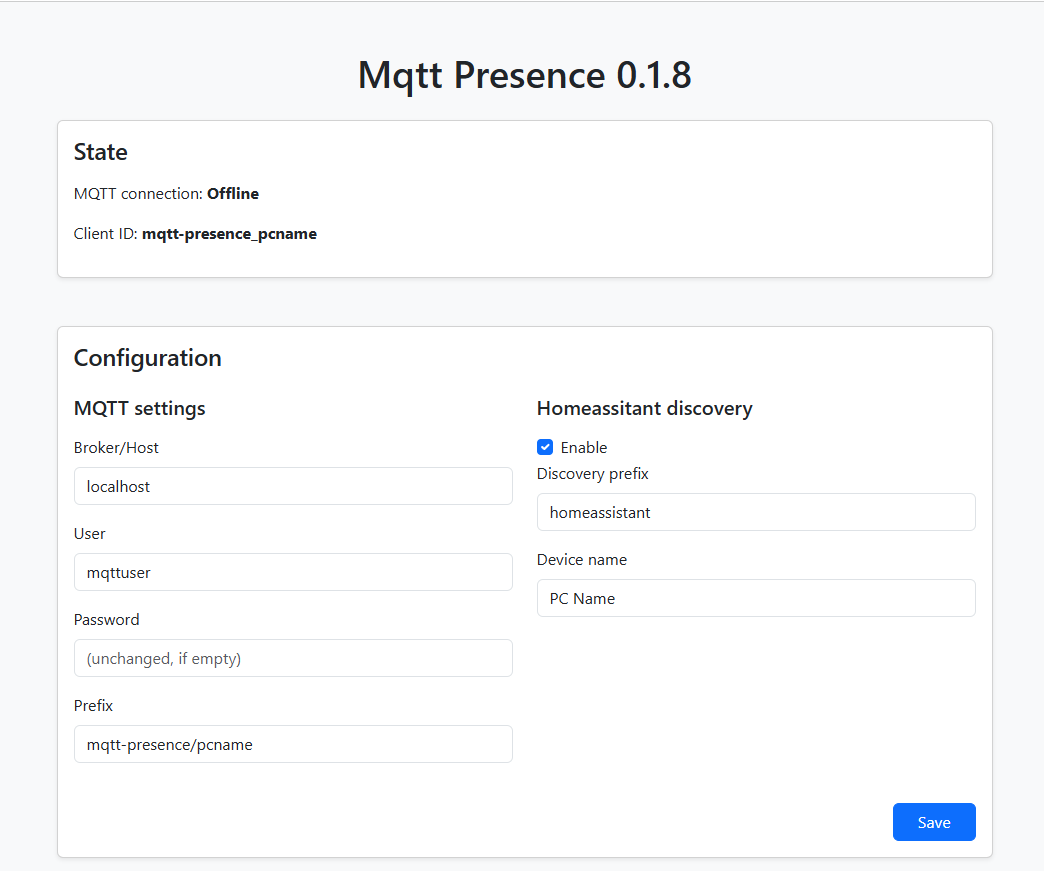 Mqtt Presence 0.1.8
State
MQTT connection: Offline
Client ID: mqtt-presence_pcname
Configuration
MQTT settings
Broker/Host
localhost
User
mqttuser
Password
(unchanged, if empty)
Prefix
mqtt-presence/pcname
Homeassitant discovery
Enable
Discovery prefix
homeassistant
Device name
PC Name
Save